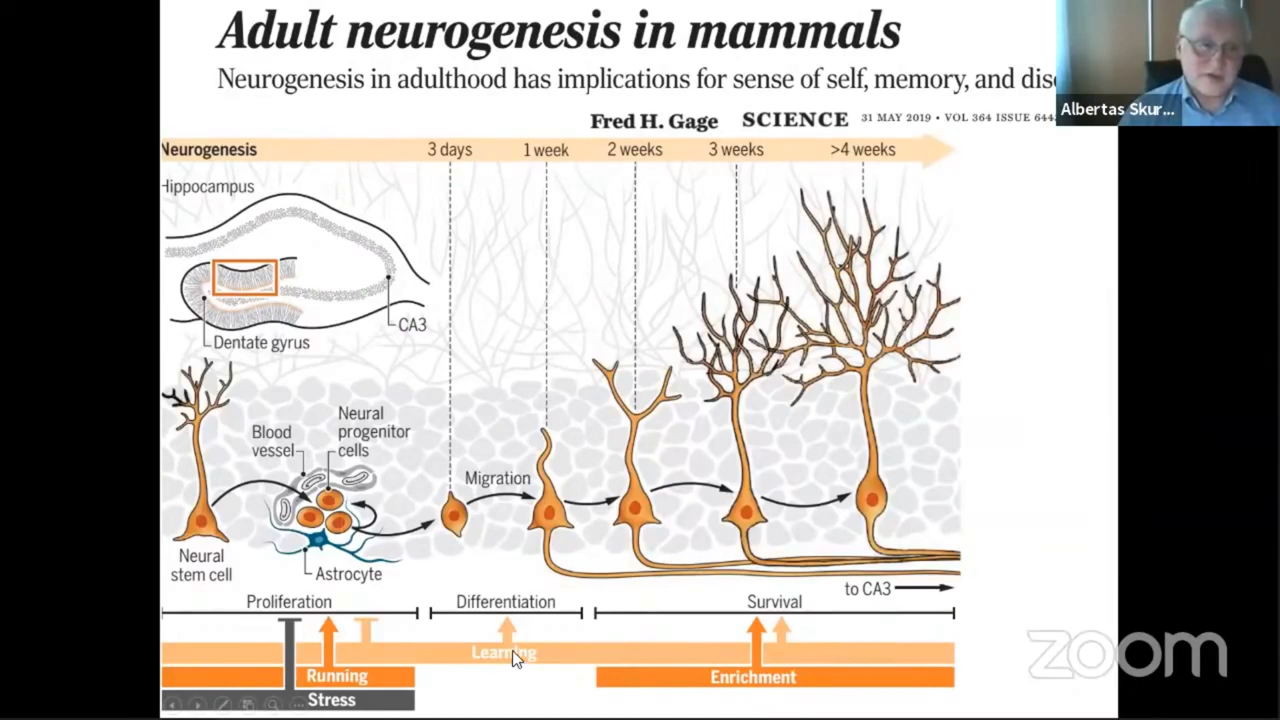 Adult neurogenesis in mammals
Neurogenesis in adulthood has implications for sense of self, memory, and
Albertas Skur...
Fred H. Gage SCIENCE 31 MAY 2019 • VOL 364 ISSUE
Neurogenesis 3 days 1 week 2 weeks 3 weeks >4 weeks
Hippocampus
CA3
Dentate gyrus
Neural
progenitor
cells
Blood
vessel
Migration
Neural
stem cell
Astrocyte
to CA3
Proliferation Differentiation Survival
Learning
Running Enrichment
Stress
zoom